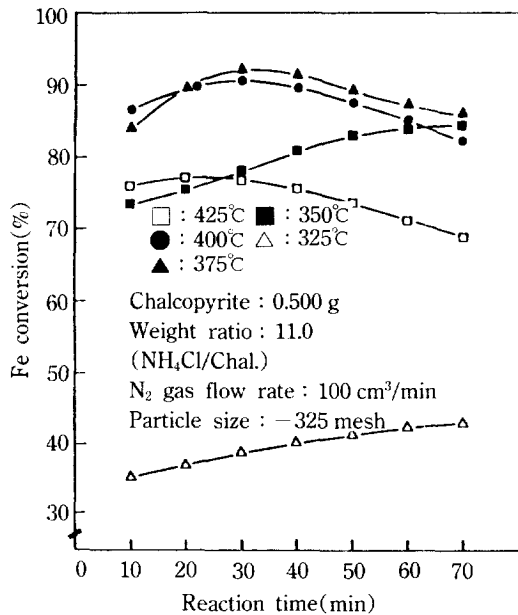 100
90
80
70
60
50
40
30
Fe conversion(%)
□ : 425℃ ■ : 350℃
● : 400℃ △ : 325℃
▲ : 375℃
Chalcopyrite : 0.500 g
Weight ratio : 11.0
(NH₄Cl/Chal.)
N₂ gas flow rate : 100 cm³/min
Particle size : −325 mesh
0 10 20 30 40 50 60 70
Reaction time(min)